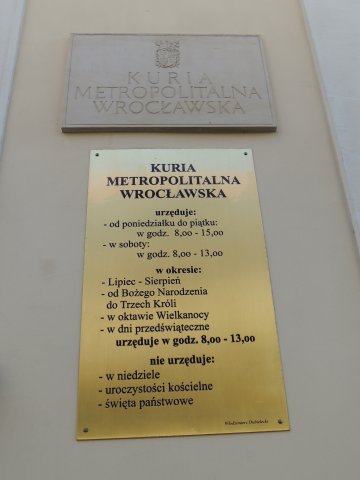 KURIA
METROPOLITALNA
WROCŁAWSKA
KURIA
METROPOLITALNA
WROCŁAWSKA
urzęduje:
- od poniedziałku do piątku:
w godz. 8,00 - 15,00
- w soboty:
w godz. 8,00 - 13,00
w okresie:
- Lipiec - Sierpień
- od Bożego Narodzenia
do Trzech Króli
- w oktawie Wielkanocy
- w dni przedświąteczne
urzęduje w godz. 8,00 - 13,00
nie urzęduje:
- w niedziele
- uroczystości kościelne
- święta państwowe